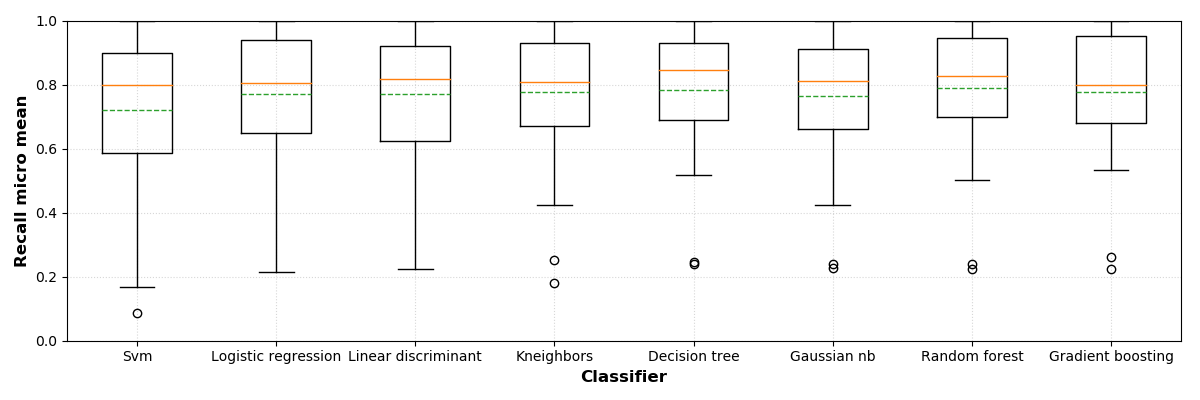 1.0
0.8
0.6
0.4
0.2
0.0
Recall micro mean
Svm Logistic regression Linear discriminant Kneighbors Decision tree Gaussian nb Random forest Gradient boosting
Classifier